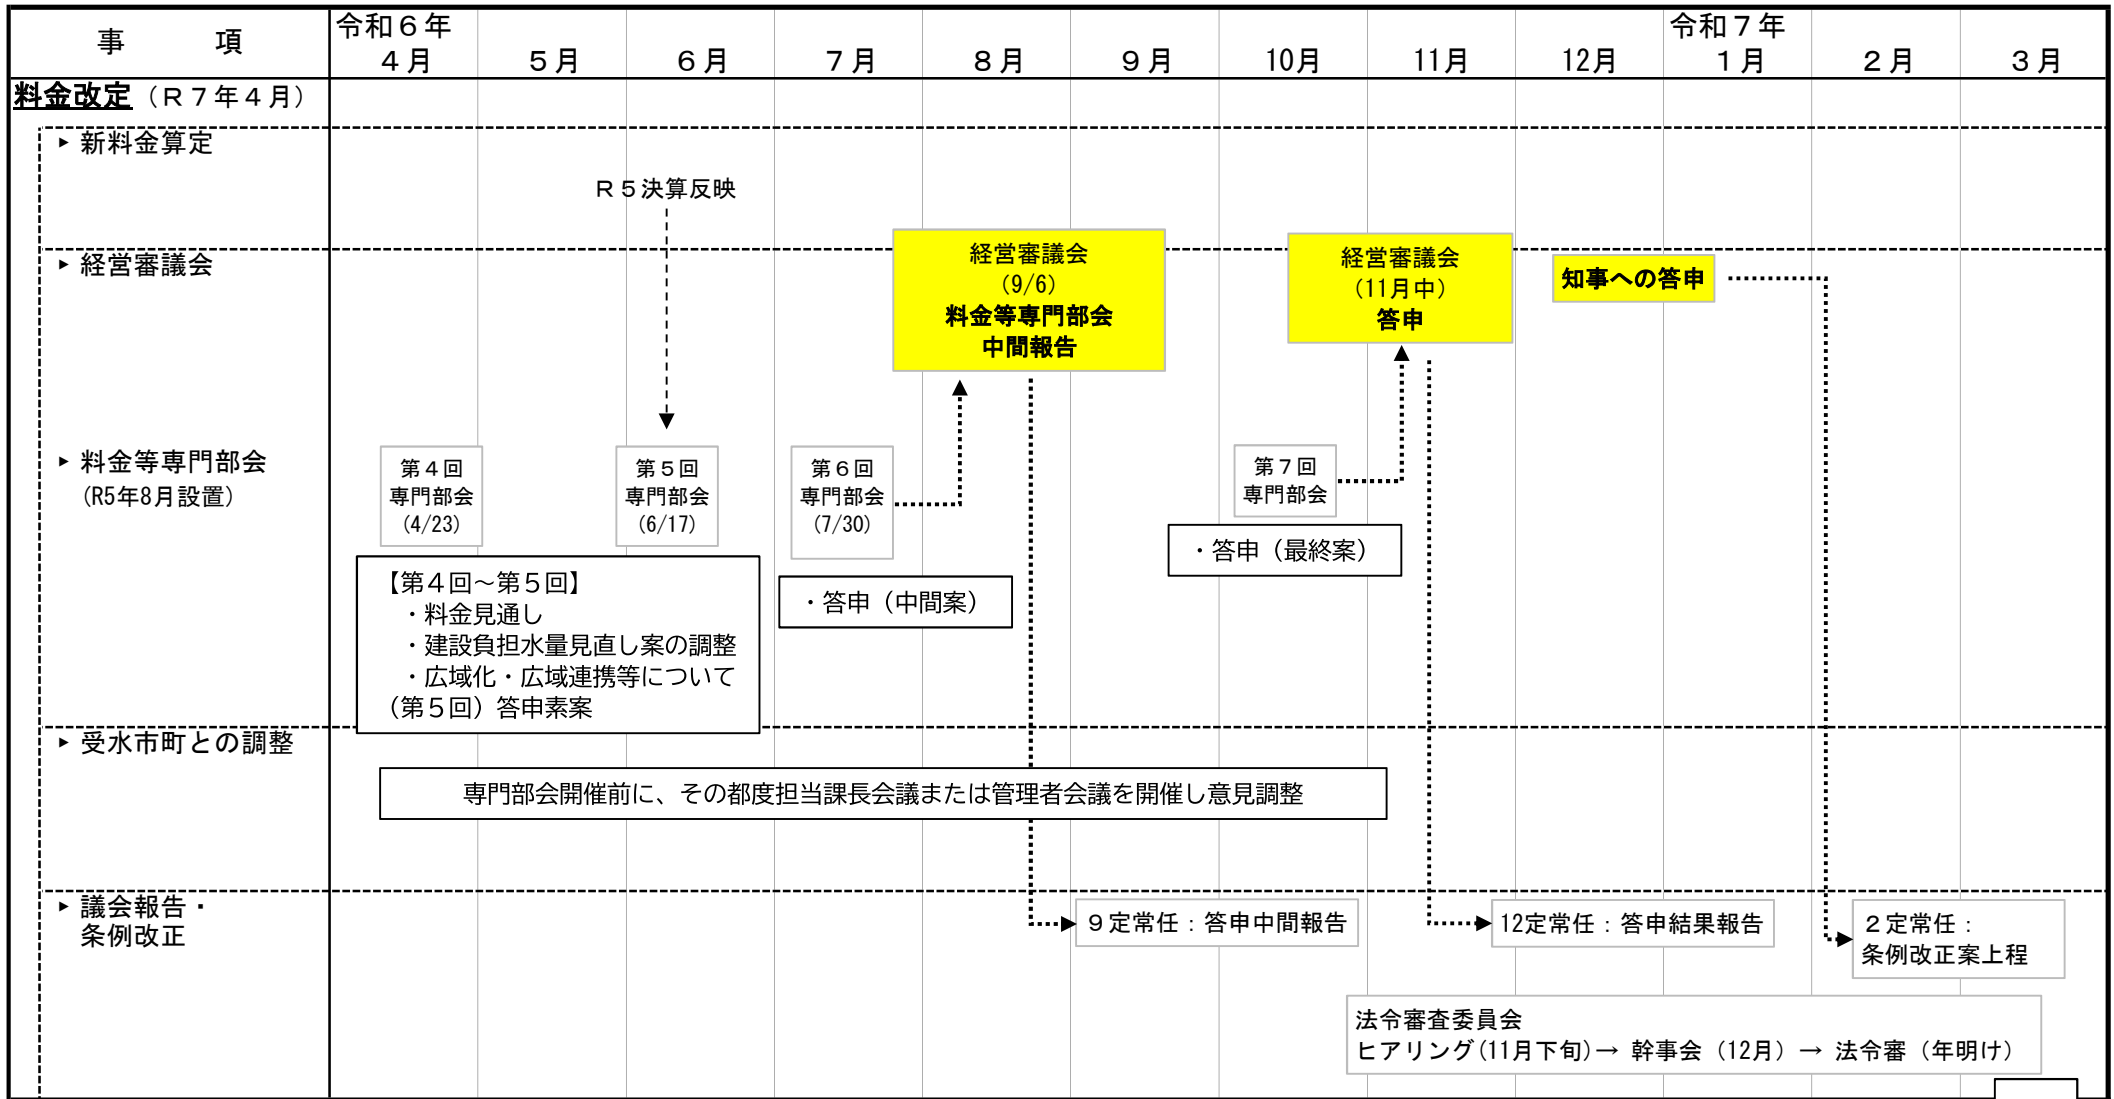 事　　項
令和６年
４月
５月
６月
７月
８月
９月
10月
11月
12月
令和７年
１月
２月
３月
料金改定（Ｒ７年４月）
▸ 新料金算定
Ｒ５決算反映
▸ 経営審議会
経営審議会
(9/6)
料金等専門部会
中間報告
経営審議会
(11月中)
答申
知事への答申
▸ 料金等専門部会
(R5年8月設置)
第４回
専門部会
(4/23)
第５回
専門部会
(6/17)
第６回
専門部会
(7/30)
第７回
専門部会
・答申（最終案）
・答申（中間案）
【第４回～第５回】
・料金見通し
・建設負担水量見直し案の調整
・広域化・広域連携等について
（第５回）答申素案
▸ 受水市町との調整
専門部会開催前に、その都度担当課長会議または管理者会議を開催し意見調整
▸ 議会報告・
条例改正
９定常任：答申中間報告
12定常任：答申結果報告
２定常任：
条例改正案上程
法令審査委員会
ヒアリング(11月下旬)→ 幹事会（12月）→ 法令審（年明け）